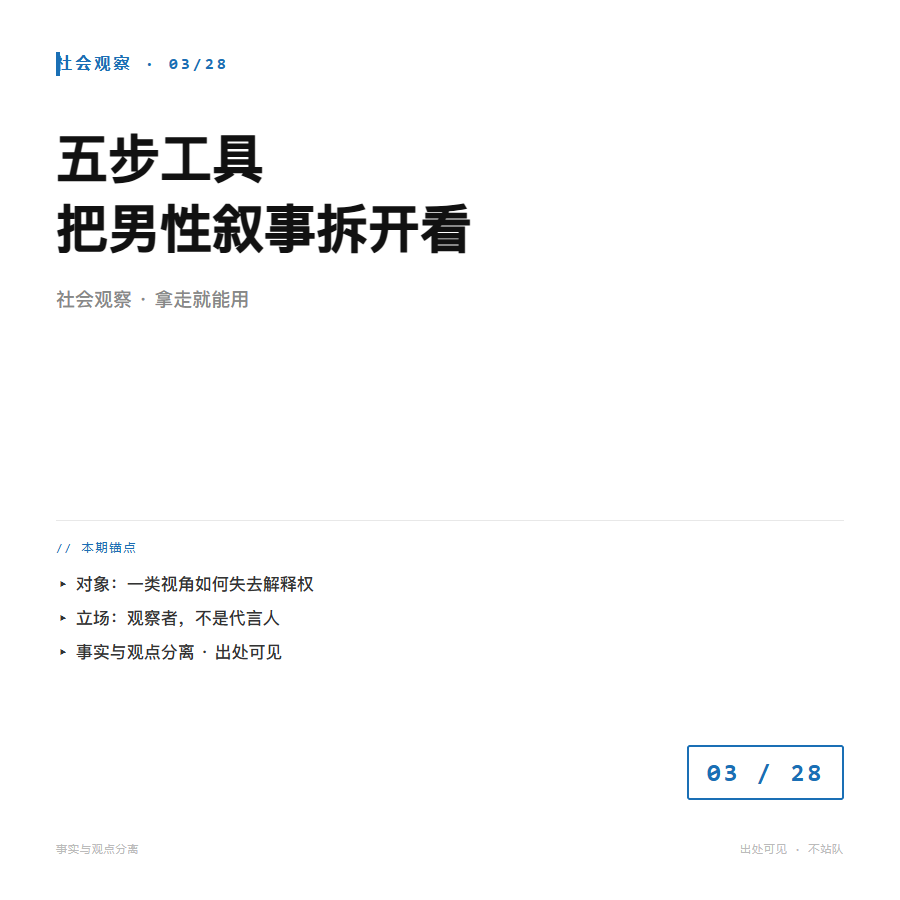 社会观察 · 03/28
五步工具
把男性叙事拆开看
社会观察 · 拿走就能用
// 本期锚点
▸ 对象：一类视角如何失去解释权
▸ 立场：观察者，不是代言人
▸ 事实与观点分离 · 出处可见
03 / 28
事实与观点分离
出处可见 · 不站队